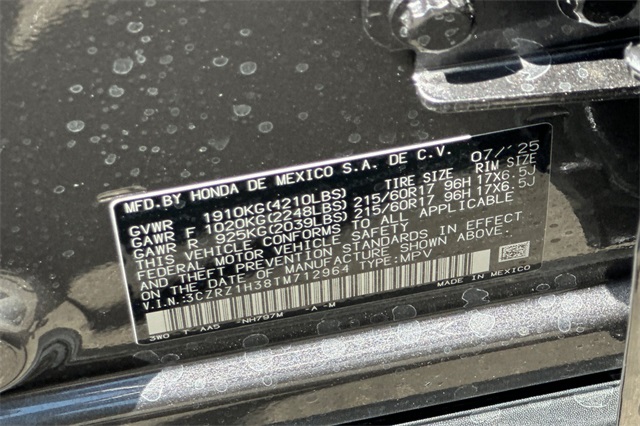 MFD.BY HONDA DE MEXICO S.A. DE C.V. 07/'25
GVWR 1910KG(4210LBS) TIRE SIZE RIM SIZE
GAWR F 1020KG(2248LBS) 215/60R17 96H 17X6.5J
GAWR R 925KG(2039LBS) 215/60R17 96H 17X6.5J
THIS VEHICLE CONFORMS TO ALL APPLICABLE
FEDERAL MOTOR VEHICLE SAFETY
AND THEFT PREVENTION STANDARDS IN EFFECT
ON THE DATE OF MANUFACTURE SHOWN ABOVE.
V.I.N.:3CZRZ1H38TM712964 TYPE:MPV
3W0 T-AA5 -NH797M -A -M MADE IN MEXICO